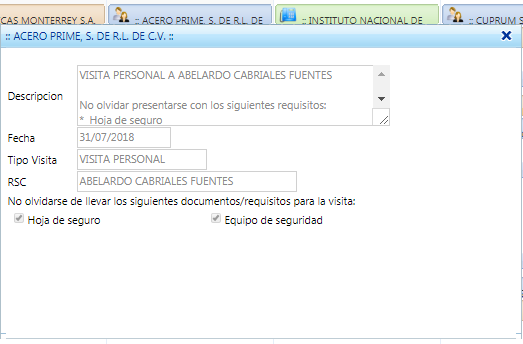 CAS MONTERREY S.A.
:: ACERO PRIME, S. DE R.L. DE
:: INSTITUTO NACIONAL DE
:: CUPRUM S
:: ACERO PRIME, S. DE R.L. DE C.V. ::
Descripcion
VISITA PERSONAL A ABELARDO CABRIALES FUENTES
No olvidar presentarse con los siguientes requisitos:
* Hoja de seguro
Fecha
31/07/2018
Tipo Visita
VISITA PERSONAL
RSC
ABELARDO CABRIALES FUENTES
No olvidarse de llevar los siguientes documentos/requisitos para la visita:
Hoja de seguro
Equipo de seguridad